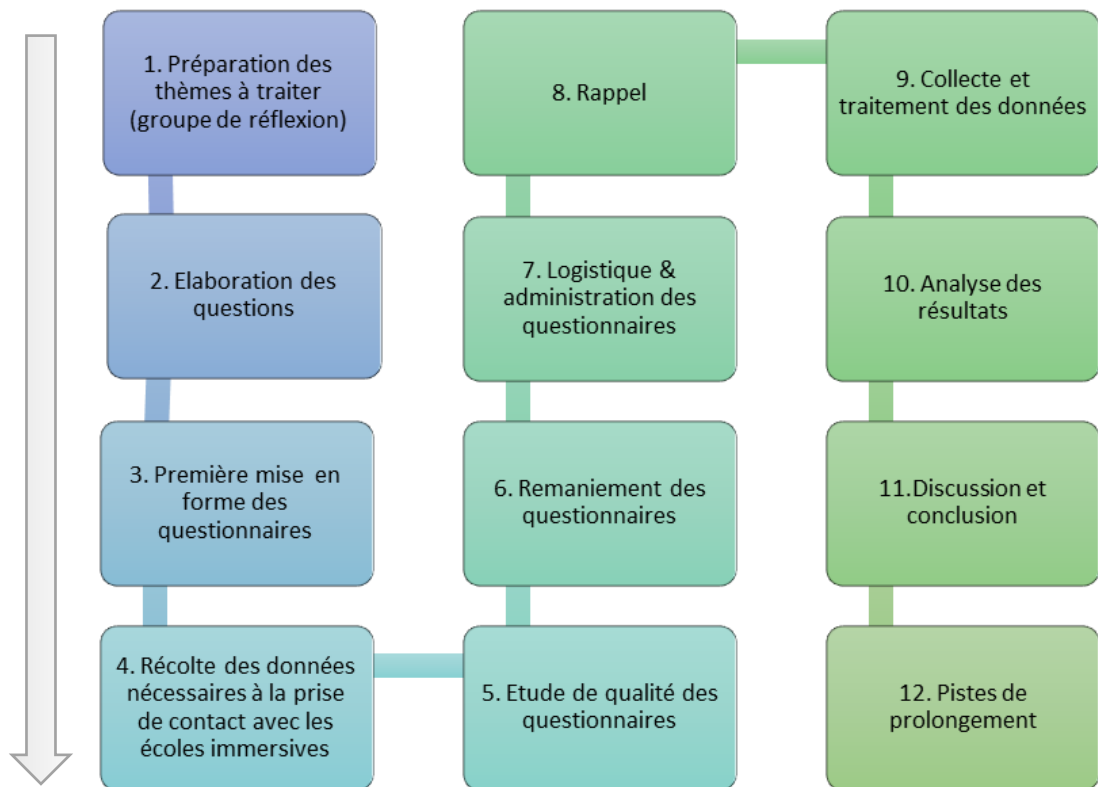 1. Préparation des
thèmes à traiter
(groupe de réflexion)
2. Elaboration des
questions
3. Première mise en
forme des
questionnaires
4. Récolte des données
nécessaires à la prise
de contact avec les
écoles immersives
5. Etude de qualité des
questionnaires
6. Remaniement des
questionnaires
7. Logistique &
administration des
questionnaires
8. Rappel
9. Collecte et
traitement des données
10. Analyse des
résultats
11.Discussion et
conclusion
12. Pistes de
prolongement